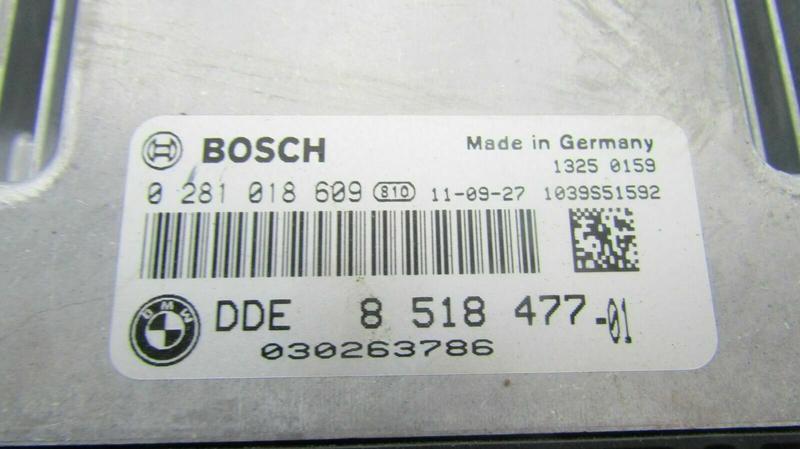 BOSCH Made in Germany
1325 0159
0 281 018 609 810 11-09-27 1039S51592
BMW DDE 8 518 477-01
030263786